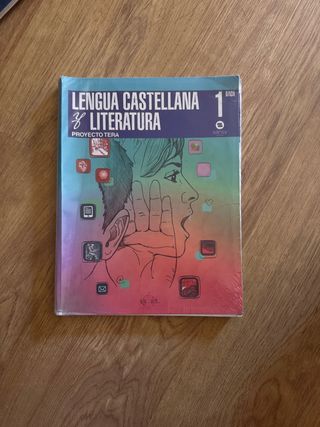 LENGUA CASTELLANA
y LITERATURA
PROYECTO TERA
1